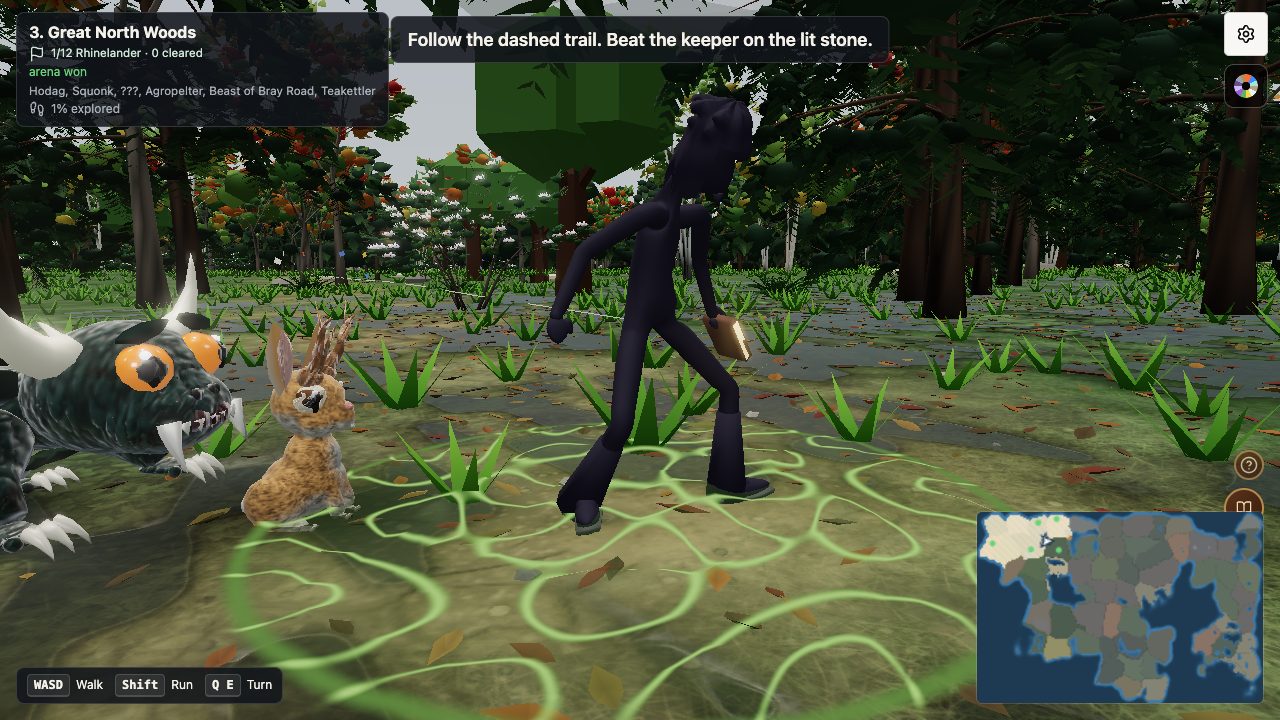 3. Great North Woods
1/12 Rhinelander · 0 cleared
arena won
Hodag, Squonk, ???, Agropelter, Beast of Bray Road, Teakettler
1% explored
Follow the dashed trail. Beat the keeper on the lit stone.
?
WASD Walk Shift Run Q E Turn